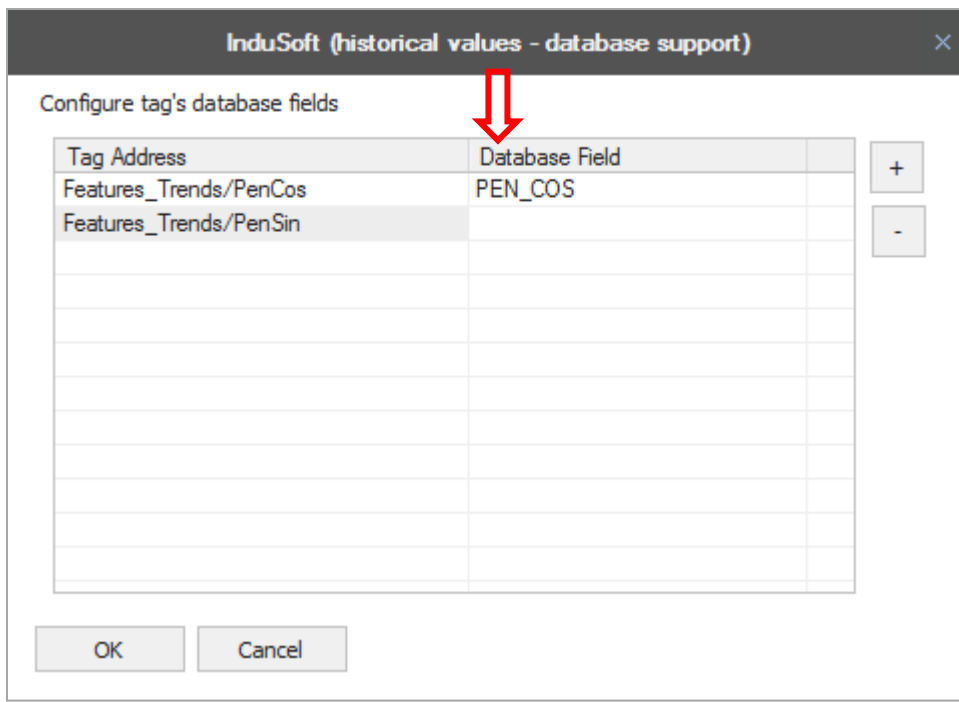 InduSoft (historical values - database support)
×
Configure tag's database fields
Tag Address Database Field
Features_Trends/PenCos PEN_COS
Features_Trends/PenSin
+
-
OK Cancel